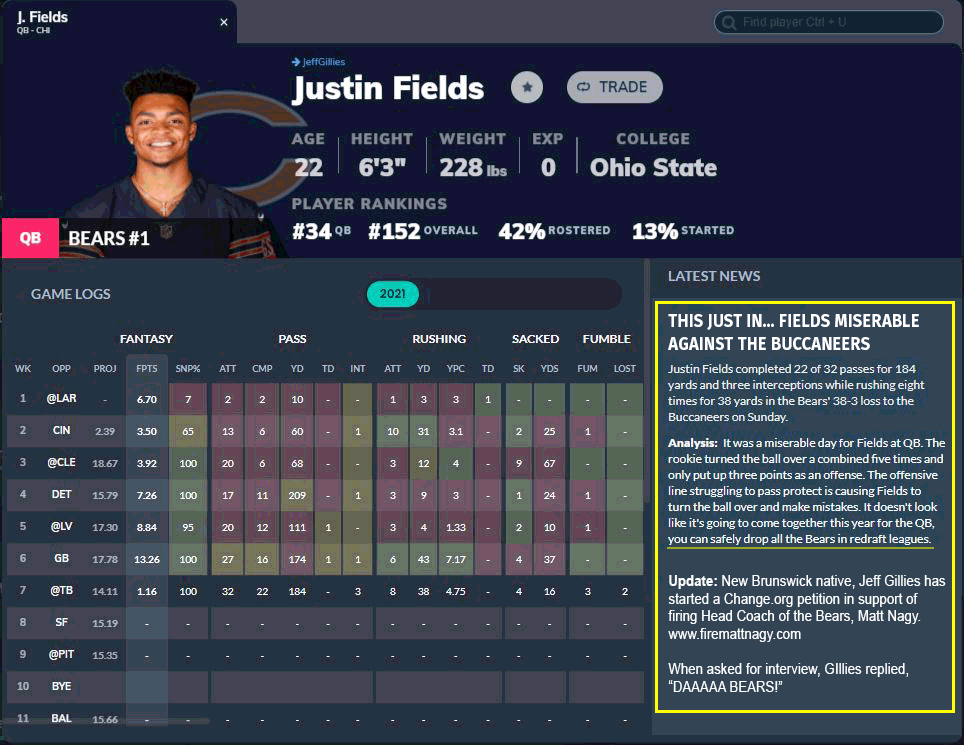 J. Fields
QB - CHI
×
Find player Ctrl + U
JeffGillies
Justin Fields
TRADE
AGE HEIGHT WEIGHT EXP COLLEGE
22 6'3" 228 lbs 0 Ohio State
PLAYER RANKINGS
#34 QB #152 OVERALL 42% ROSTERED 13% STARTED
QB BEARS #1
GAME LOGS
2021
FANTASY PASS RUSHING SACKED FUMBLE
WK OPP PROJ FPTS SNP% ATT CMP YD TD INT ATT YD YPC TD SK YDS FUM LOST
1 @LAR - 6.70 7 2 2 10 - - 1 3 3 1 - - - -
2 CIN 2.39 3.50 65 13 6 60 - 1 10 31 3.1 - 2 25 1 -
3 @CLE 18.67 3.92 100 20 6 68 - - 3 12 4 - 9 67 - -
4 DET 15.79 7.26 100 17 11 209 - 1 3 9 3 - 1 24 1 -
5 @LV 17.30 8.84 95 20 12 111 1 - 3 4 1.33 - 2 10 1 -
6 GB 17.78 13.26 100 27 16 174 1 1 6 43 7.17 - 4 37 - -
7 @TB 14.11 1.16 100 32 22 184 - 3 8 38 4.75 - 4 16 3 2
8 SF 15.19 - - - - - - - - - - - - - - -
9 @PIT 15.35 - - - - - - - - - - - - - - -
10 BYE
11 BAL 15.66 - - - - - - - - - - - - - - -
LATEST NEWS
THIS JUST IN... FIELDS MISERABLE
AGAINST THE BUCCANEERS
Justin Fields completed 22 of 32 passes for 184
yards and three interceptions while rushing eight
times for 38 yards in the Bears' 38-3 loss to the
Buccaneers on Sunday.
Analysis: It was a miserable day for Fields at QB. The
rookie turned the ball over a combined five times and
only put up three points as an offense. The offensive
line struggling to pass protect is causing Fields to
turn the ball over and make mistakes. It doesn't look
like it's going to come together this year for the QB,
you can safely drop all the Bears in redraft leagues.
Update: New Brunswick native, Jeff Gillies has
started a Change.org petition in support of
firing Head Coach of the Bears, Matt Nagy.
www.firemattnagy.com
When asked for interview, GIllies replied,
“DAAAAA BEARS!”